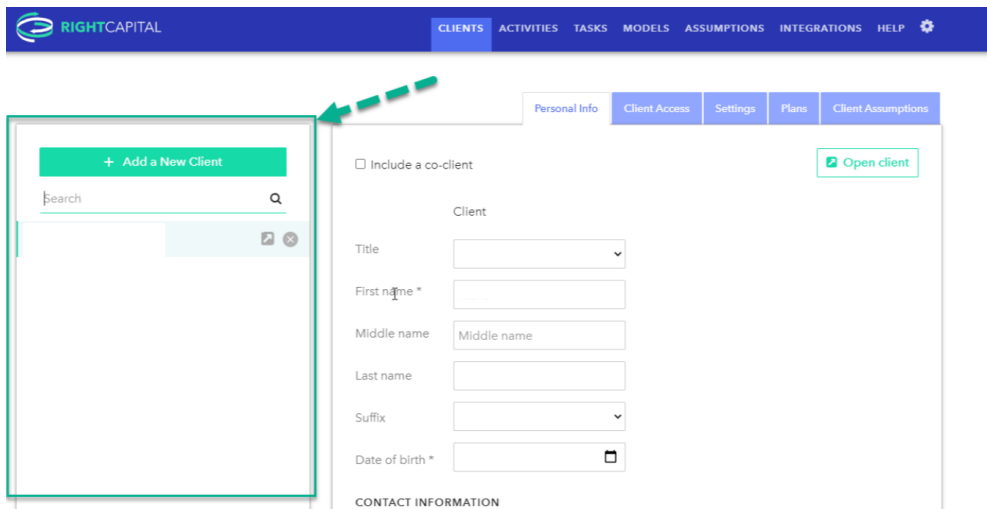 RIGHTCAPITAL
CLIENTS ACTIVITIES TASKS MODELS ASSUMPTIONS INTEGRATIONS HELP
Personal Info Client Access Settings Plans Client Assumptions
+ Add a New Client
Search
Include a co-client
Open client
Client
Title
First name *
Middle name Middle name
Last name
Suffix
Date of birth *
CONTACT INFORMATION